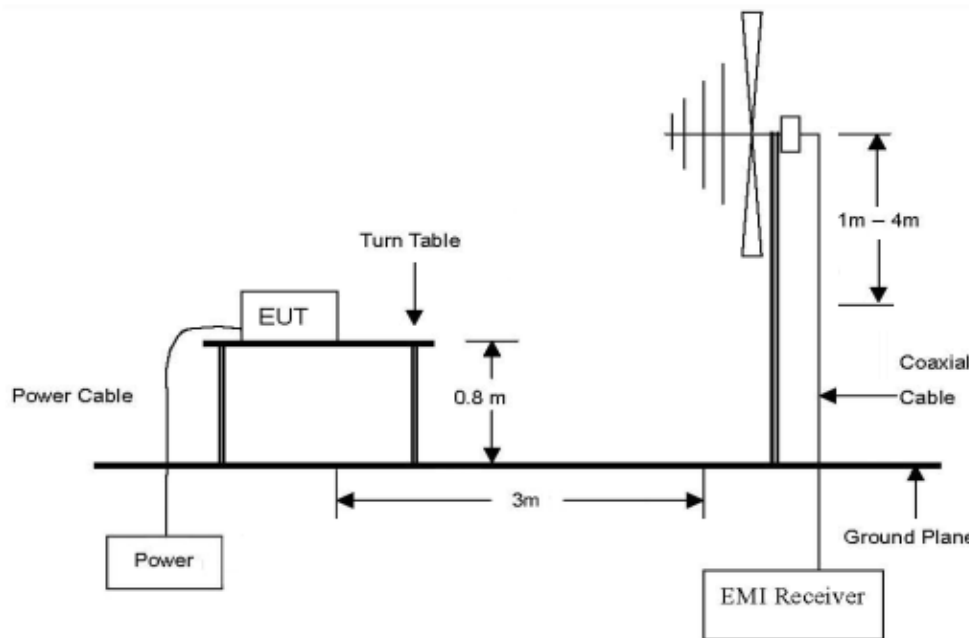 1m – 4m
Turn Table
EUT
Coaxial
Cable
Power Cable
0.8 m
3m
Ground Plane
Power
EMI Receiver